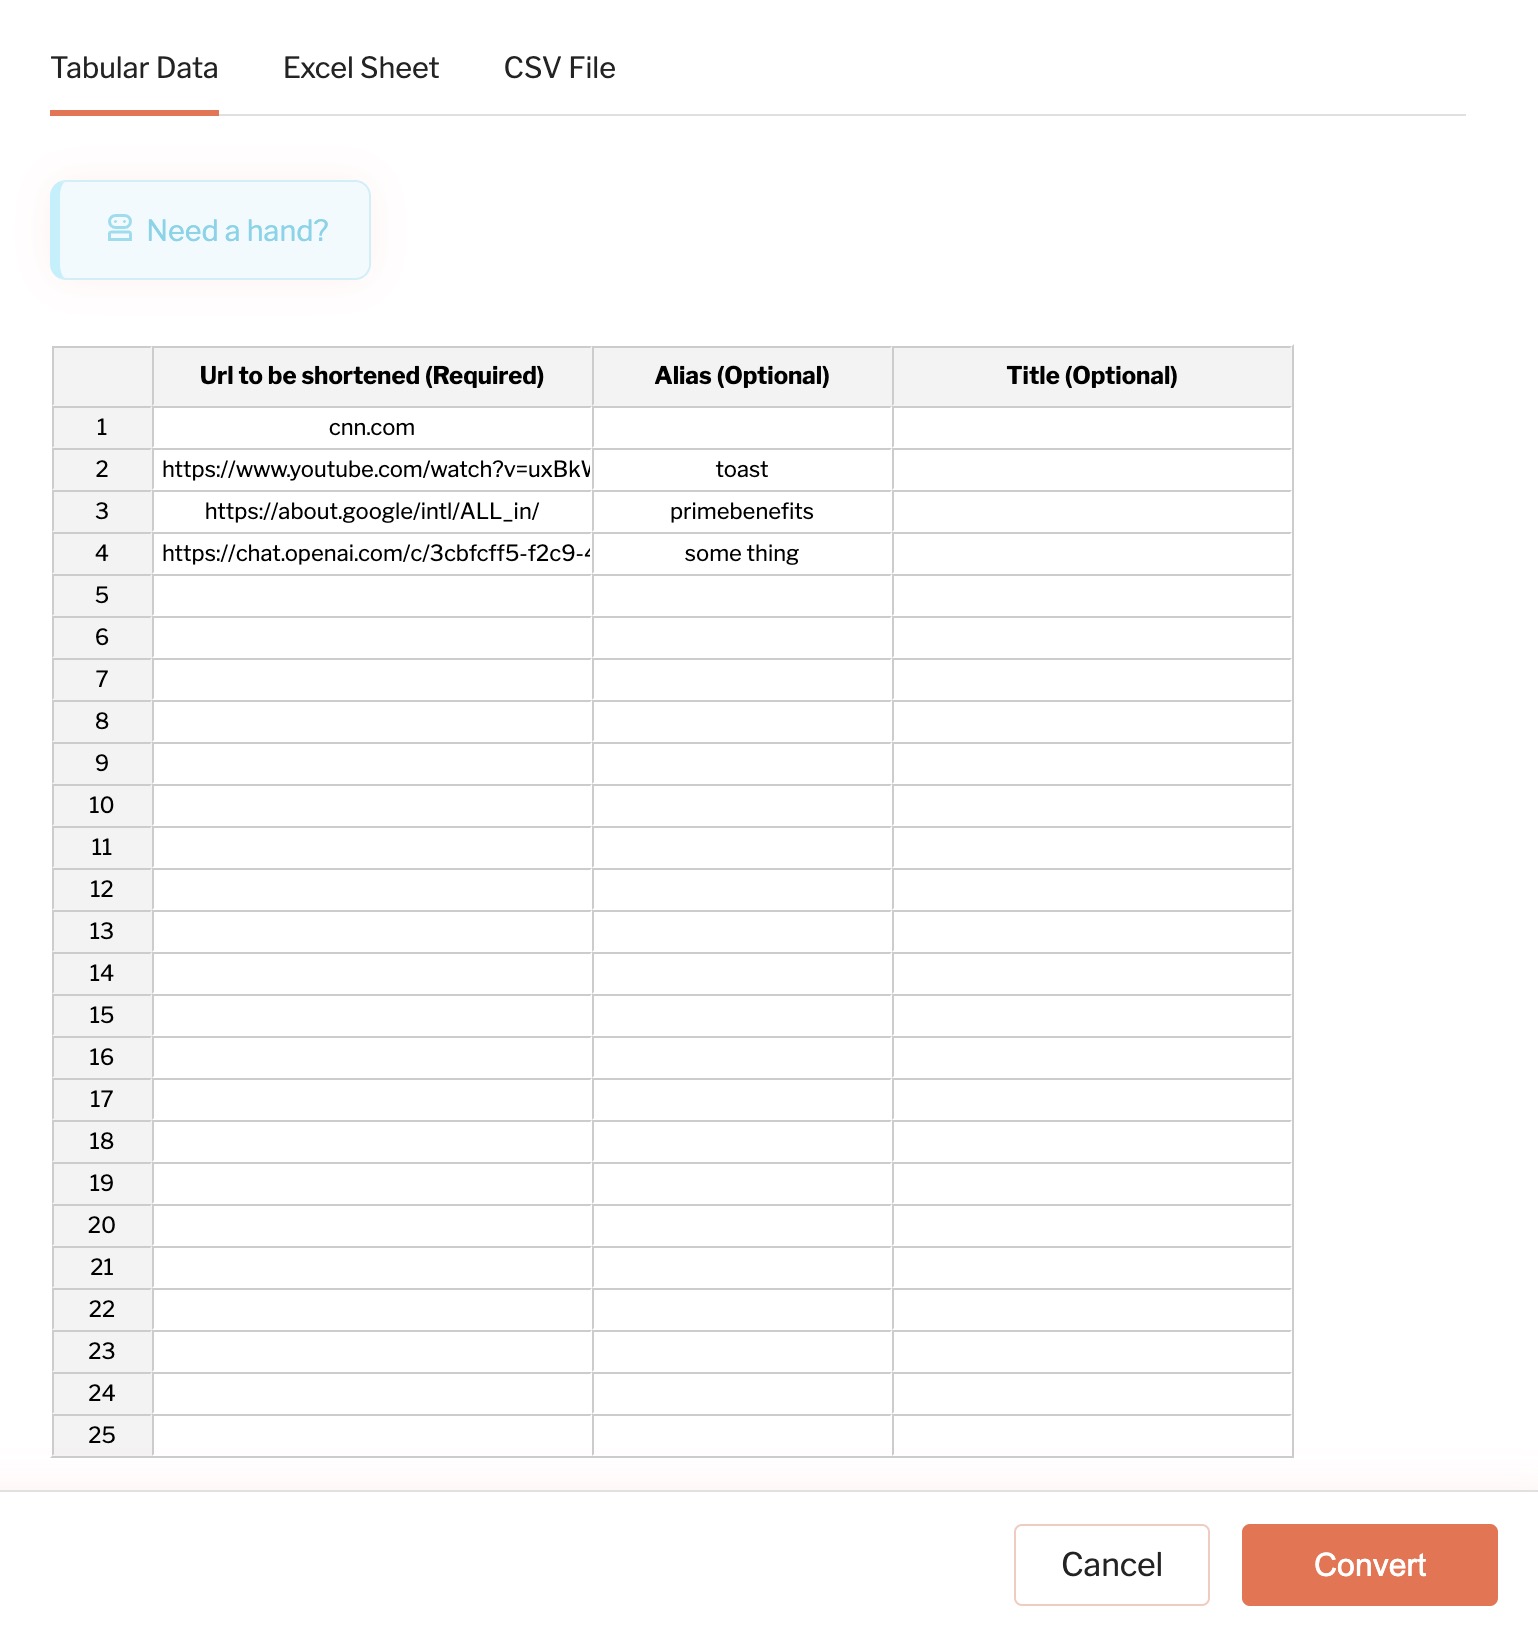 Tabular Data Excel Sheet CSV File
Need a hand?
Url to be shortened (Required) Alias (Optional) Title (Optional)
1 cnn.com
2 https://www.youtube.com/watch?v=uxBk toast
3 https://about.google/intl/ALL_in/ primebenefits
4 https://chat.openai.com/c/3cbfcff5-f2c9- some thing
5
6
7
8
9
10
11
12
13
14
15
16
17
18
19
20
21
22
23
24
25
Cancel Convert